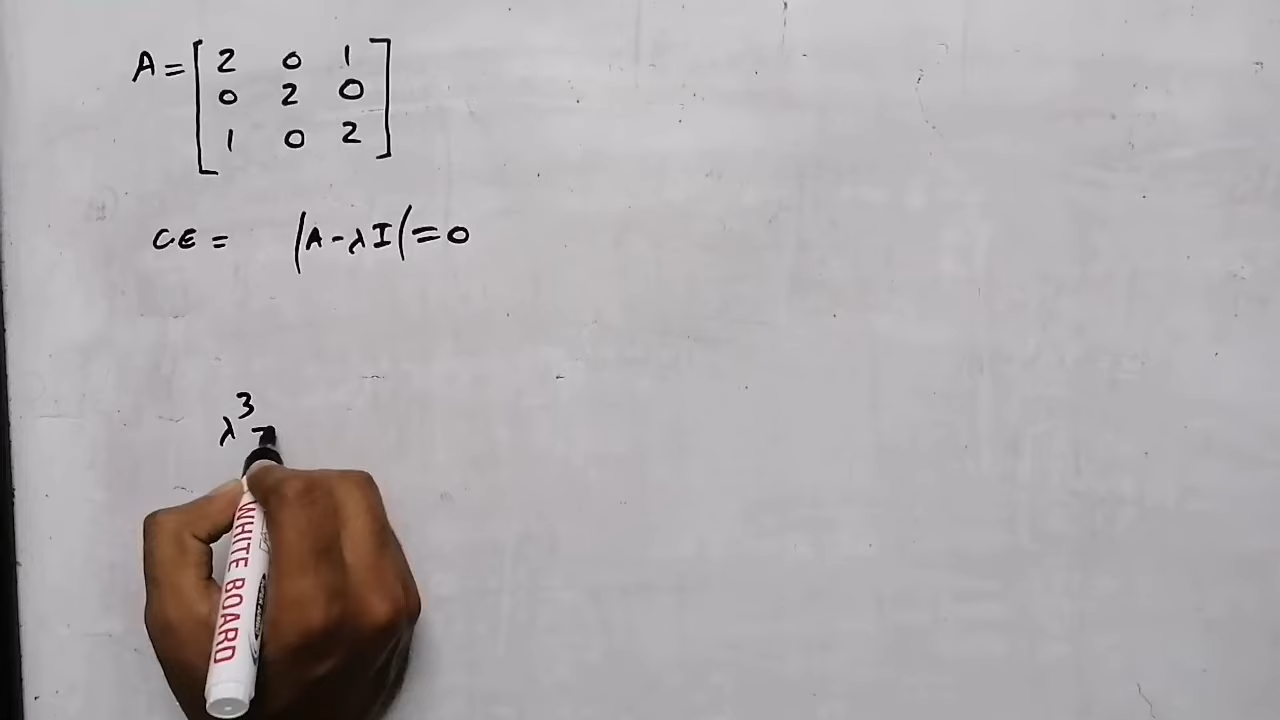 A = [ 2 0 1
0 2 0
1 0 2 ]
CE = |A - λI| = 0
λ³ -
WHITE BOARD